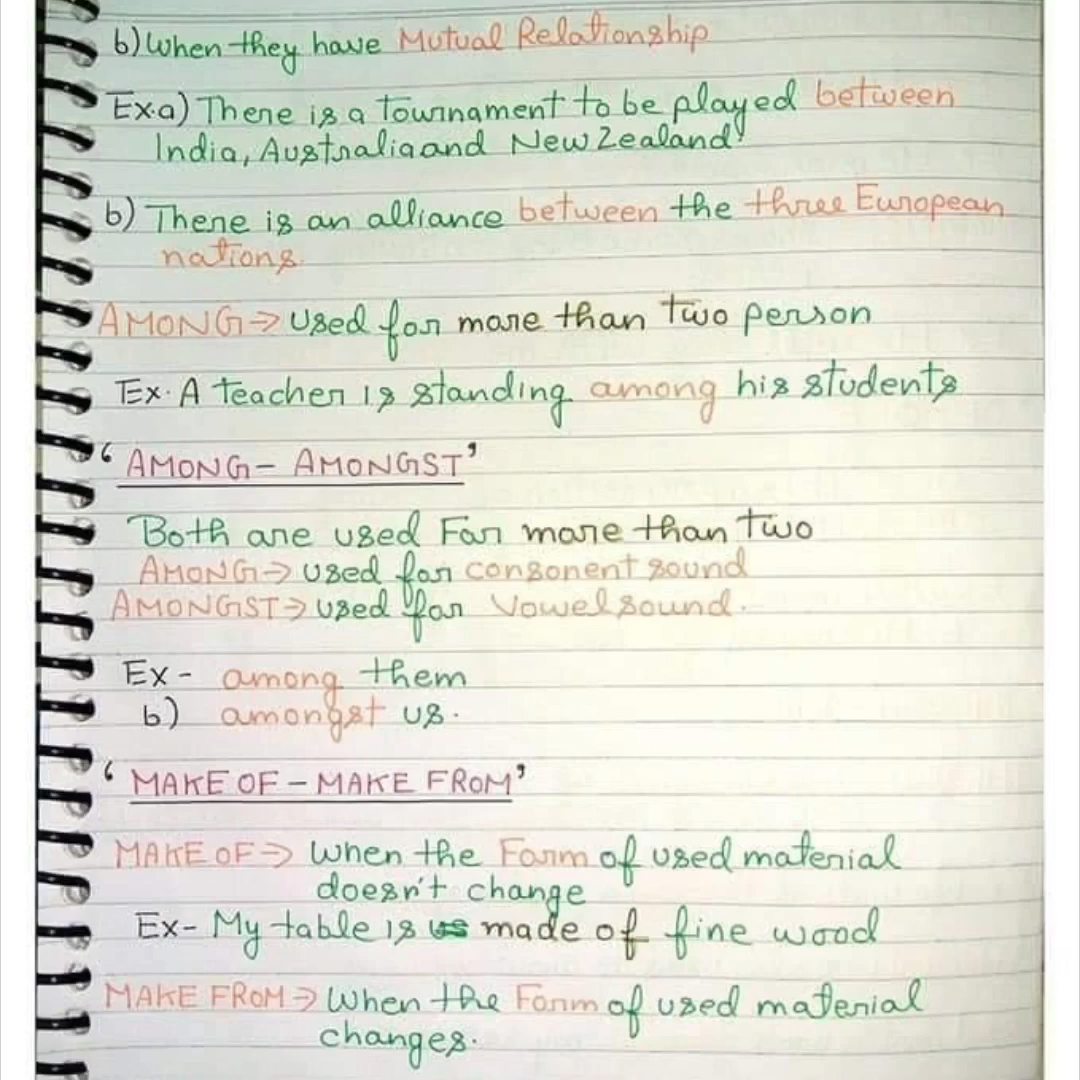 b) When they have Mutual Relationship
Ex.a) There is a tournament to be played between
India, Australia and New Zealand.
b) There is an alliance between the three European
nations.
AMONG → Used for more than two person
Ex. A teacher is standing among his students
'AMONG - AMONGST'
Both are used For more than two
AMONG → used for consonent sound
AMONGST → used for Vowel sound.
Ex - among them
b) amongst us.
'MAKE OF - MAKE FROM'
MAKE OF ⇒ When the Form of used material
doesn't change
Ex - My table is made of fine wood
MAKE FROM → When the Form of used material
changes.